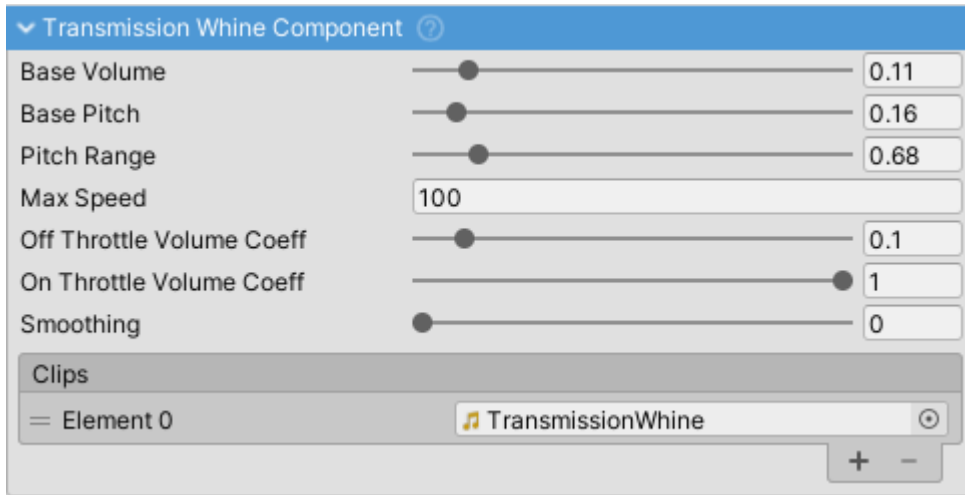 Transmission Whine Component ?
Base Volume 0.11
Base Pitch 0.16
Pitch Range 0.68
Max Speed 100
Off Throttle Volume Coeff 0.1
On Throttle Volume Coeff 1
Smoothing 0
Clips
= Element 0 TransmissionWhine
+ −